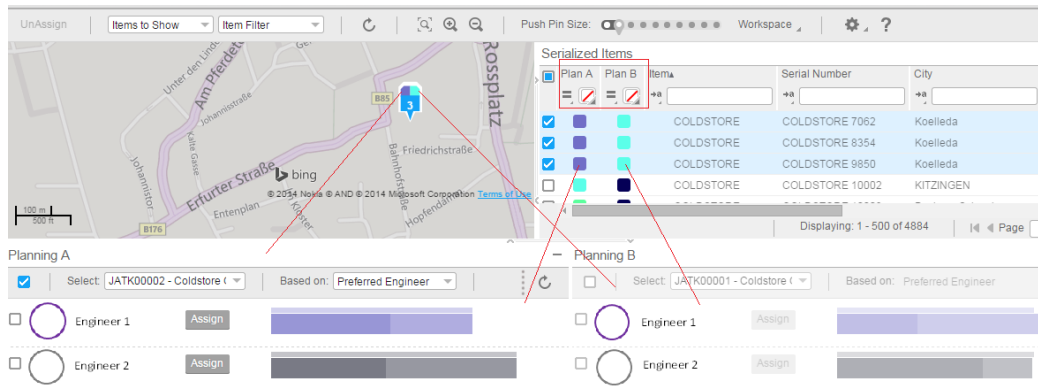 UnAssign Items to Show Item Filter Push Pin Size: Workspace ?
Serialized Items
Plan A Plan B Item Serial Number City
= = →a →a →a
COLDSTORE COLDSTORE 7062 Koelleda
COLDSTORE COLDSTORE 8354 Koelleda
COLDSTORE COLDSTORE 9850 Koelleda
COLDSTORE COLDSTORE 10002 KITZINGEN
Displaying: 1 - 500 of 4884 Page
Unter den Linden
Am Pferdete
Johannisstraße
Kalte Gasse
Johannistor
Erfurter Straße
Entenplan
Rossplatz
B85
3
Friedrichstraße
Bahnhofstraße
Hopfendamm
bing
© 2014 Nokia © AND © 2014 Microsoft Corporation Terms of Use
100 m
500 ft
B176
Planning A
Select: JATK00002 - Coldstore ( Based on: Preferred Engineer
Engineer 1 Assign
Engineer 2 Assign
Planning B
Select: JATK00001 - Coldstore ( Based on: Preferred Engineer
Engineer 1 Assign
Engineer 2 Assign